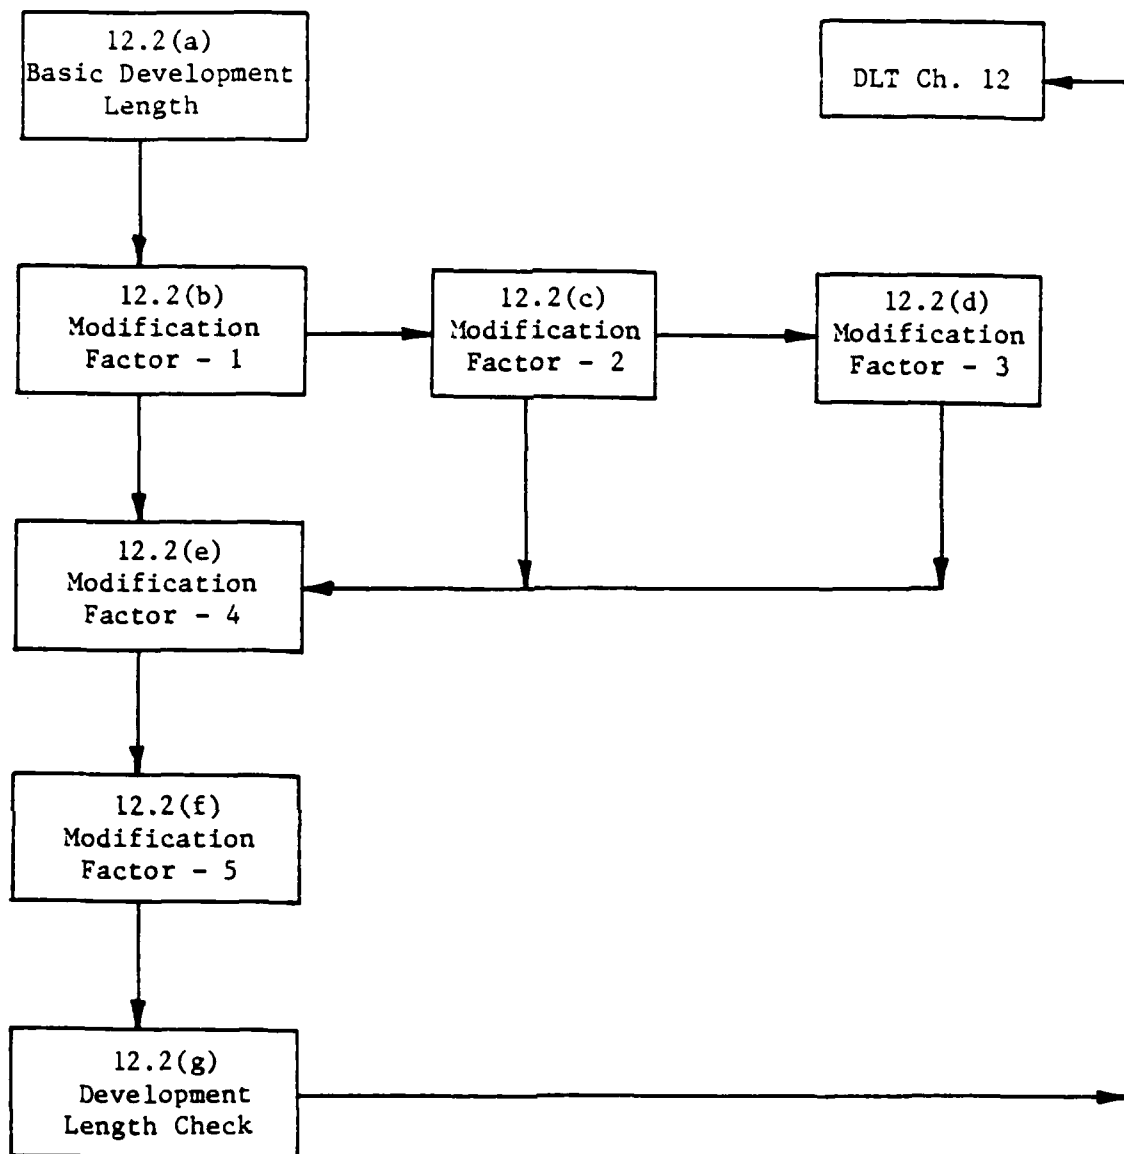 12.2(a)
Basic Development
Length
DLT Ch. 12
12.2(b)
Modification
Factor - 1
12.2(c)
Modification
Factor - 2
12.2(d)
Modification
Factor - 3
12.2(e)
Modification
Factor - 4
12.2(f)
Modification
Factor - 5
12.2(g)
Development
Length Check